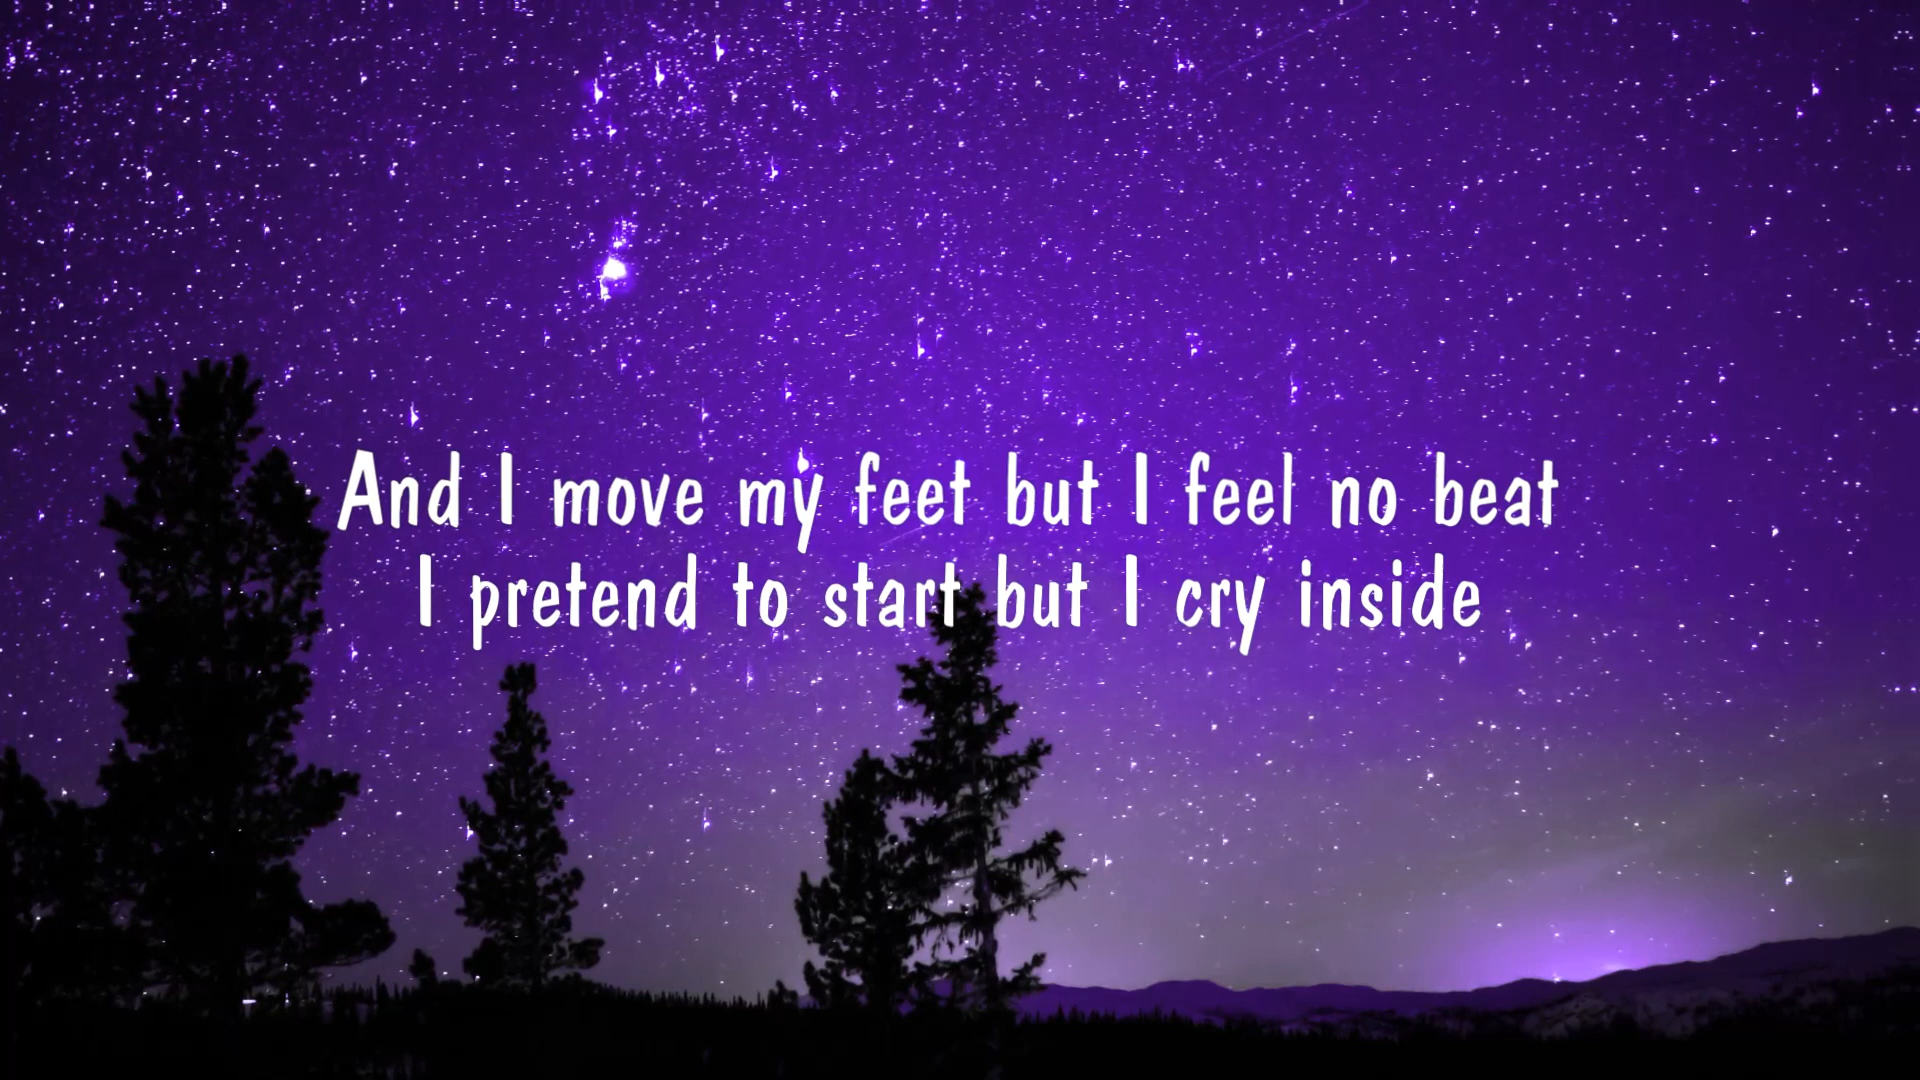 And I move my feet but I feel no beat
I pretend to start but I cry inside